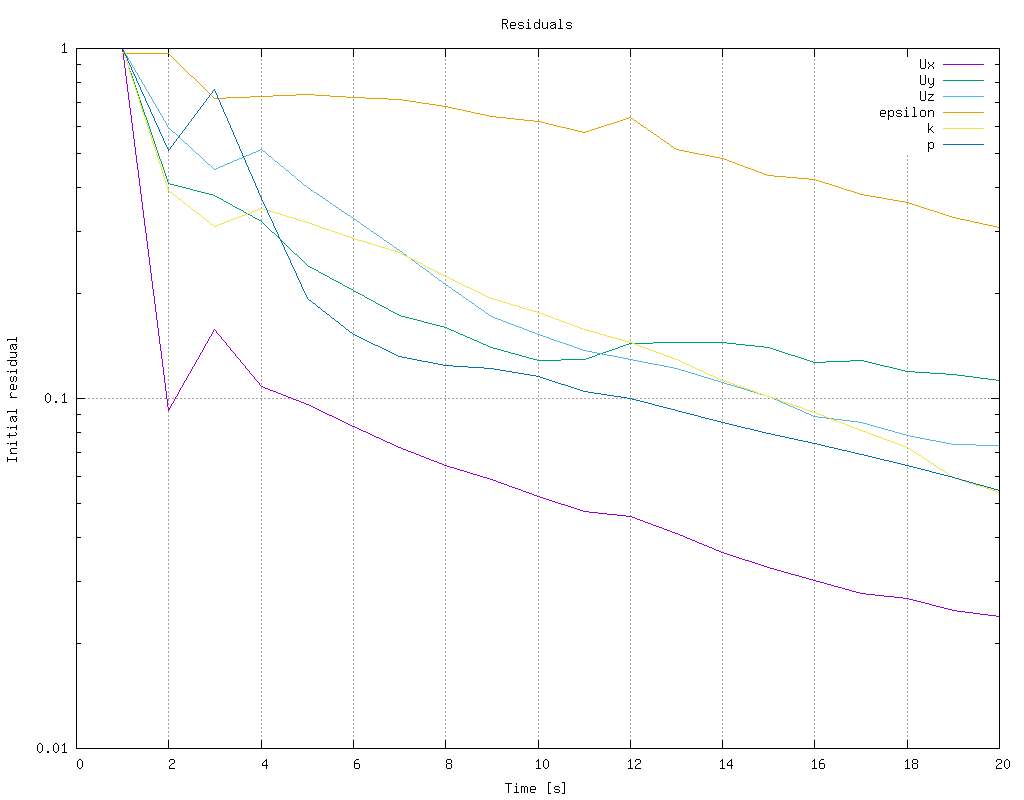 Residuals
1
0.1
0.01
Initial residual
Ux
Uy
Uz
epsilon
k
p
0 2 4 6 8 10 12 14 16 18 20
Time [s]